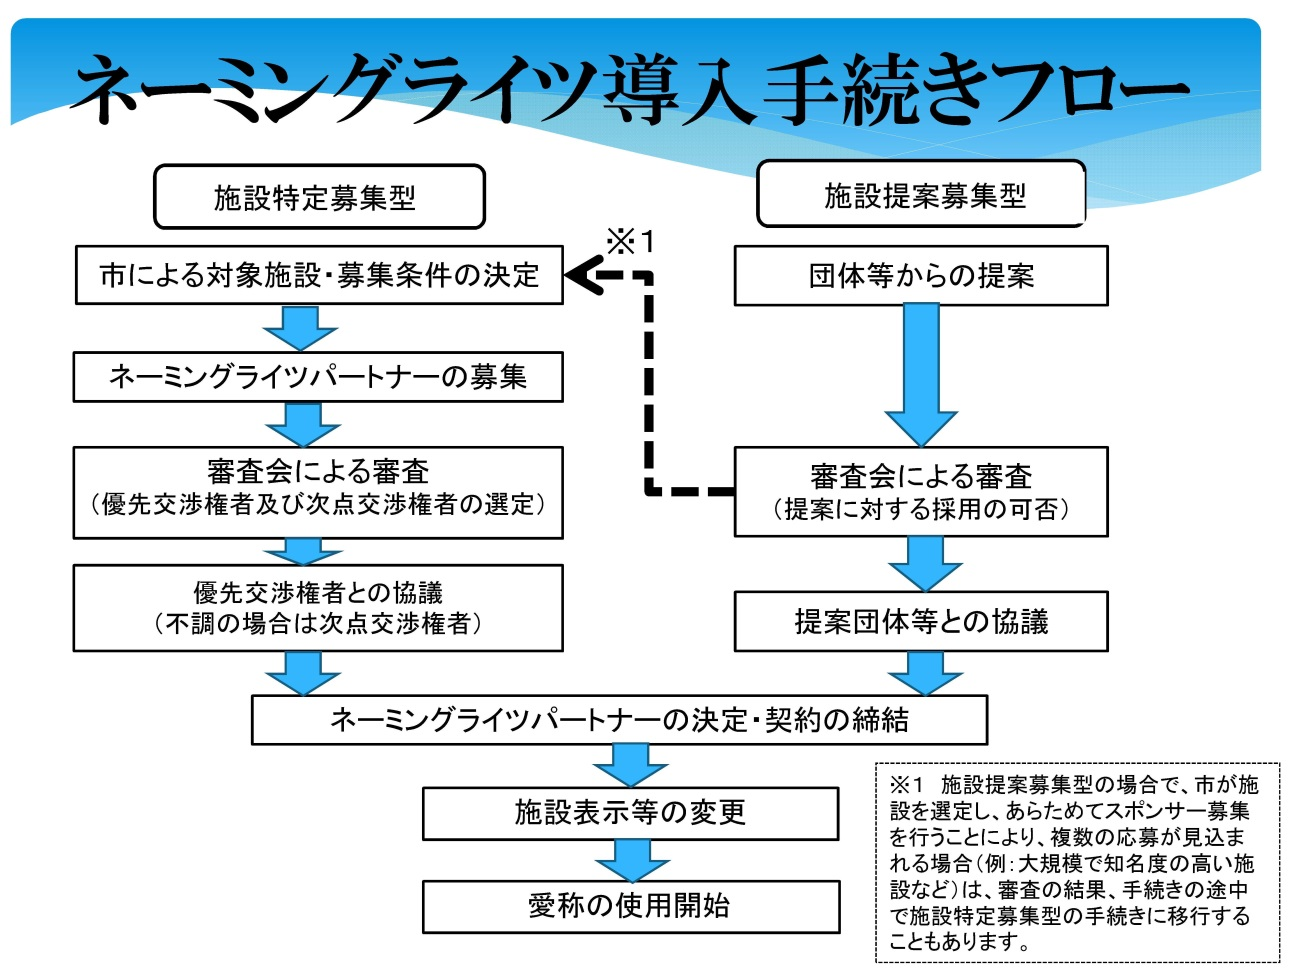 ネーミングライツ導入手続きフロー
施設特定募集型
市による対象施設・募集条件の決定
ネーミングライツパートナーの募集
審査会による審査
（優先交渉権者及び次点交渉権者の選定）
優先交渉権者との協議
（不調の場合は次点交渉権者）
施設提案募集型
※１
団体等からの提案
審査会による審査
（提案に対する採用の可否）
提案団体等との協議
ネーミングライツパートナーの決定・契約の締結
施設表示等の変更
愛称の使用開始
※１　施設提案募集型の場合で、市が施
設を選定し、あらためてスポンサー募集
を行うことにより、複数の応募が見込ま
れる場合（例：大規模で知名度の高い施
設など）は、審査の結果、手続きの途中
で施設特定募集型の手続きに移行する
こともあります。